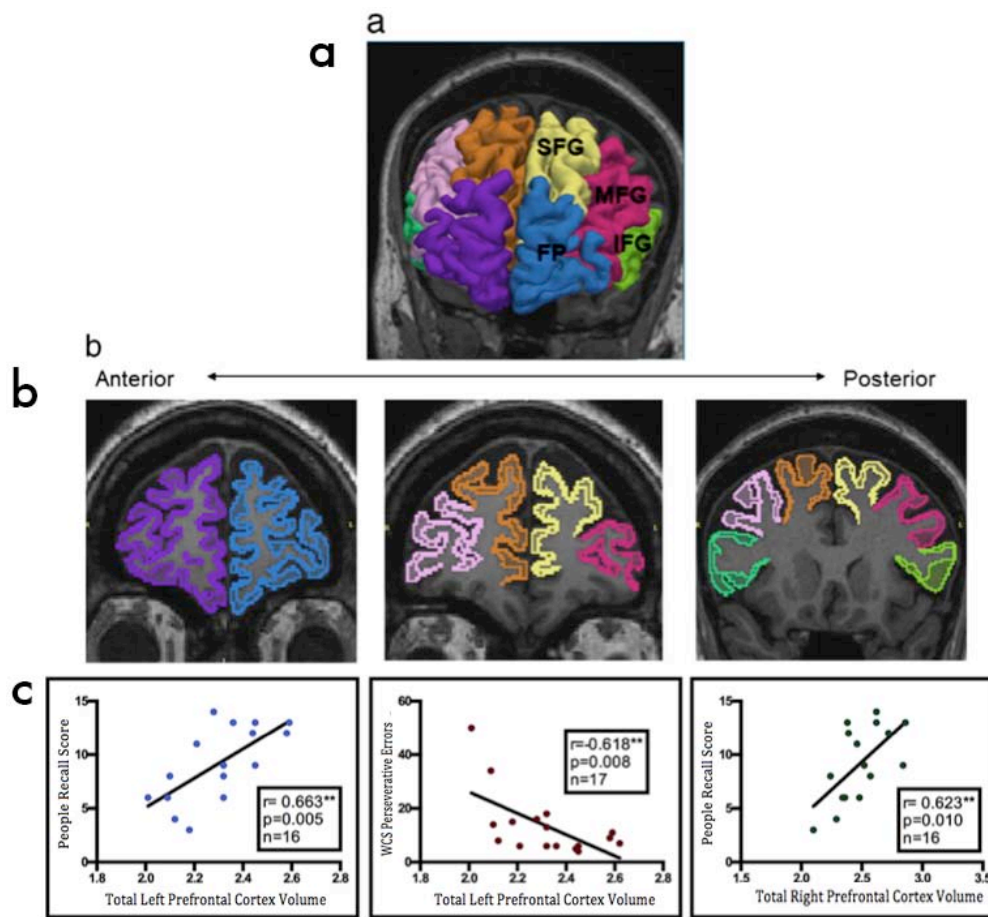 a
a
SFG
MFG
IFG
FP
b
Anterior
Posterior
b
c
15
10
5
0
People Recall Score
r= 0.663**
p=0.005
n=16
1.8 2.0 2.2 2.4 2.6 2.8
Total Left Prefrontal Cortex Volume
60
40
20
0
WCS Perseverative Errors
r=-0.618**
p=0.008
n=17
1.8 2.0 2.2 2.4 2.6 2.8
Total Left Prefrontal Cortex Volume
15
10
5
0
People Recall Score
r= 0.623**
p=0.010
n=16
1.5 2.0 2.5 3.0 3.5
Total Right Prefrontal Cortex Volume